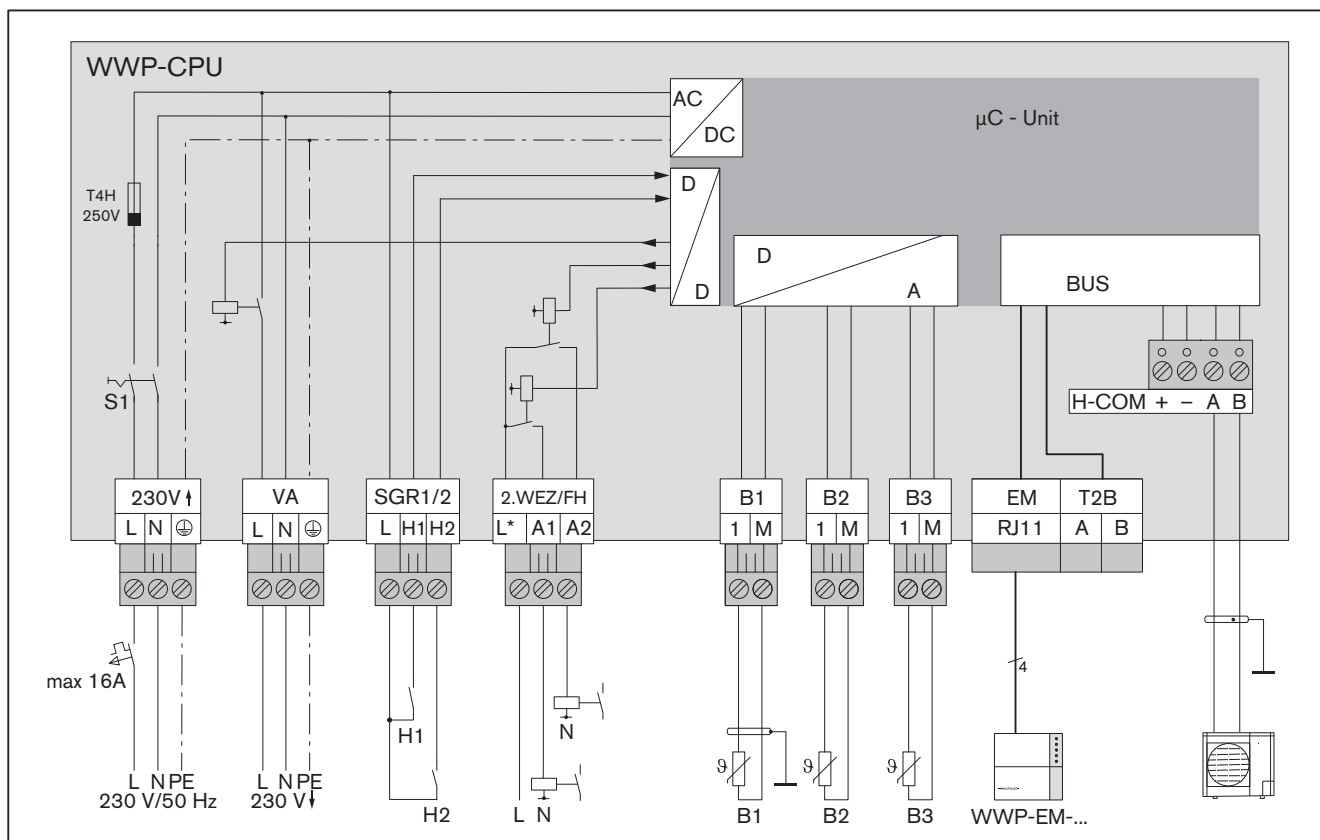 WWP-CPU
AC
DC
µC - Unit
T4H
250V
D
D
D
A
BUS
S1
H-COM + − A B
230V
L N
VA
L N
SGR1/2
L H1 H2
2.WEZ/FH
L* A1 A2
B1
1 M
B2
1 M
B3
1 M
EM
RJ11
T2B
A B
max 16A
4
H1
N
ϑ
ϑ
ϑ
L N PE
230 V/50 Hz
L N PE
230 V
H2
L N
B1
B2
B3
WWP-EM-...